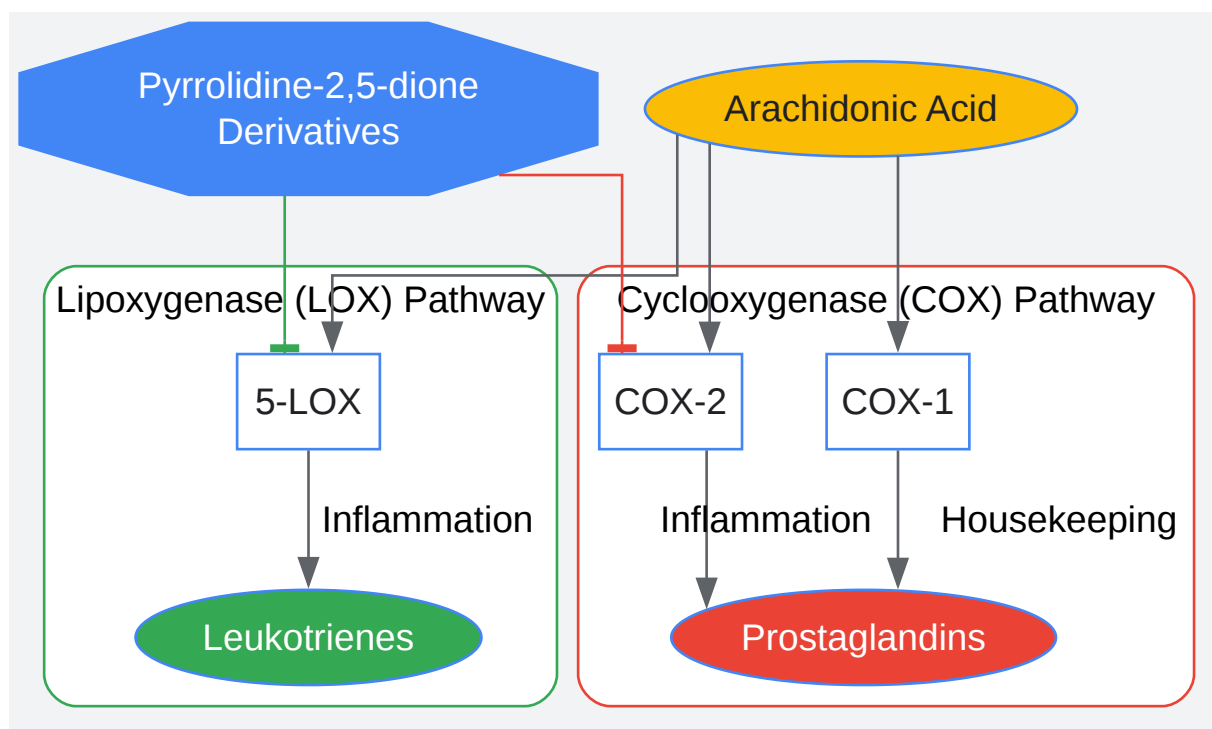 Pyrrolidine-2,5-dione
Derivatives
Arachidonic Acid
Lipoxygenase (LOX) Pathway
Cyclooxygenase (COX) Pathway
5-LOX
COX-2
COX-1
Inflammation
Inflammation
Housekeeping
Leukotrienes
Prostaglandins